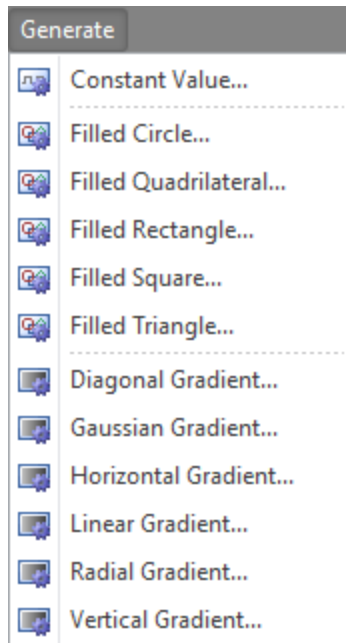 Generate
Constant Value...
Filled Circle...
Filled Quadrilateral...
Filled Rectangle...
Filled Square...
Filled Triangle...
Diagonal Gradient...
Gaussian Gradient...
Horizontal Gradient...
Linear Gradient...
Radial Gradient...
Vertical Gradient...